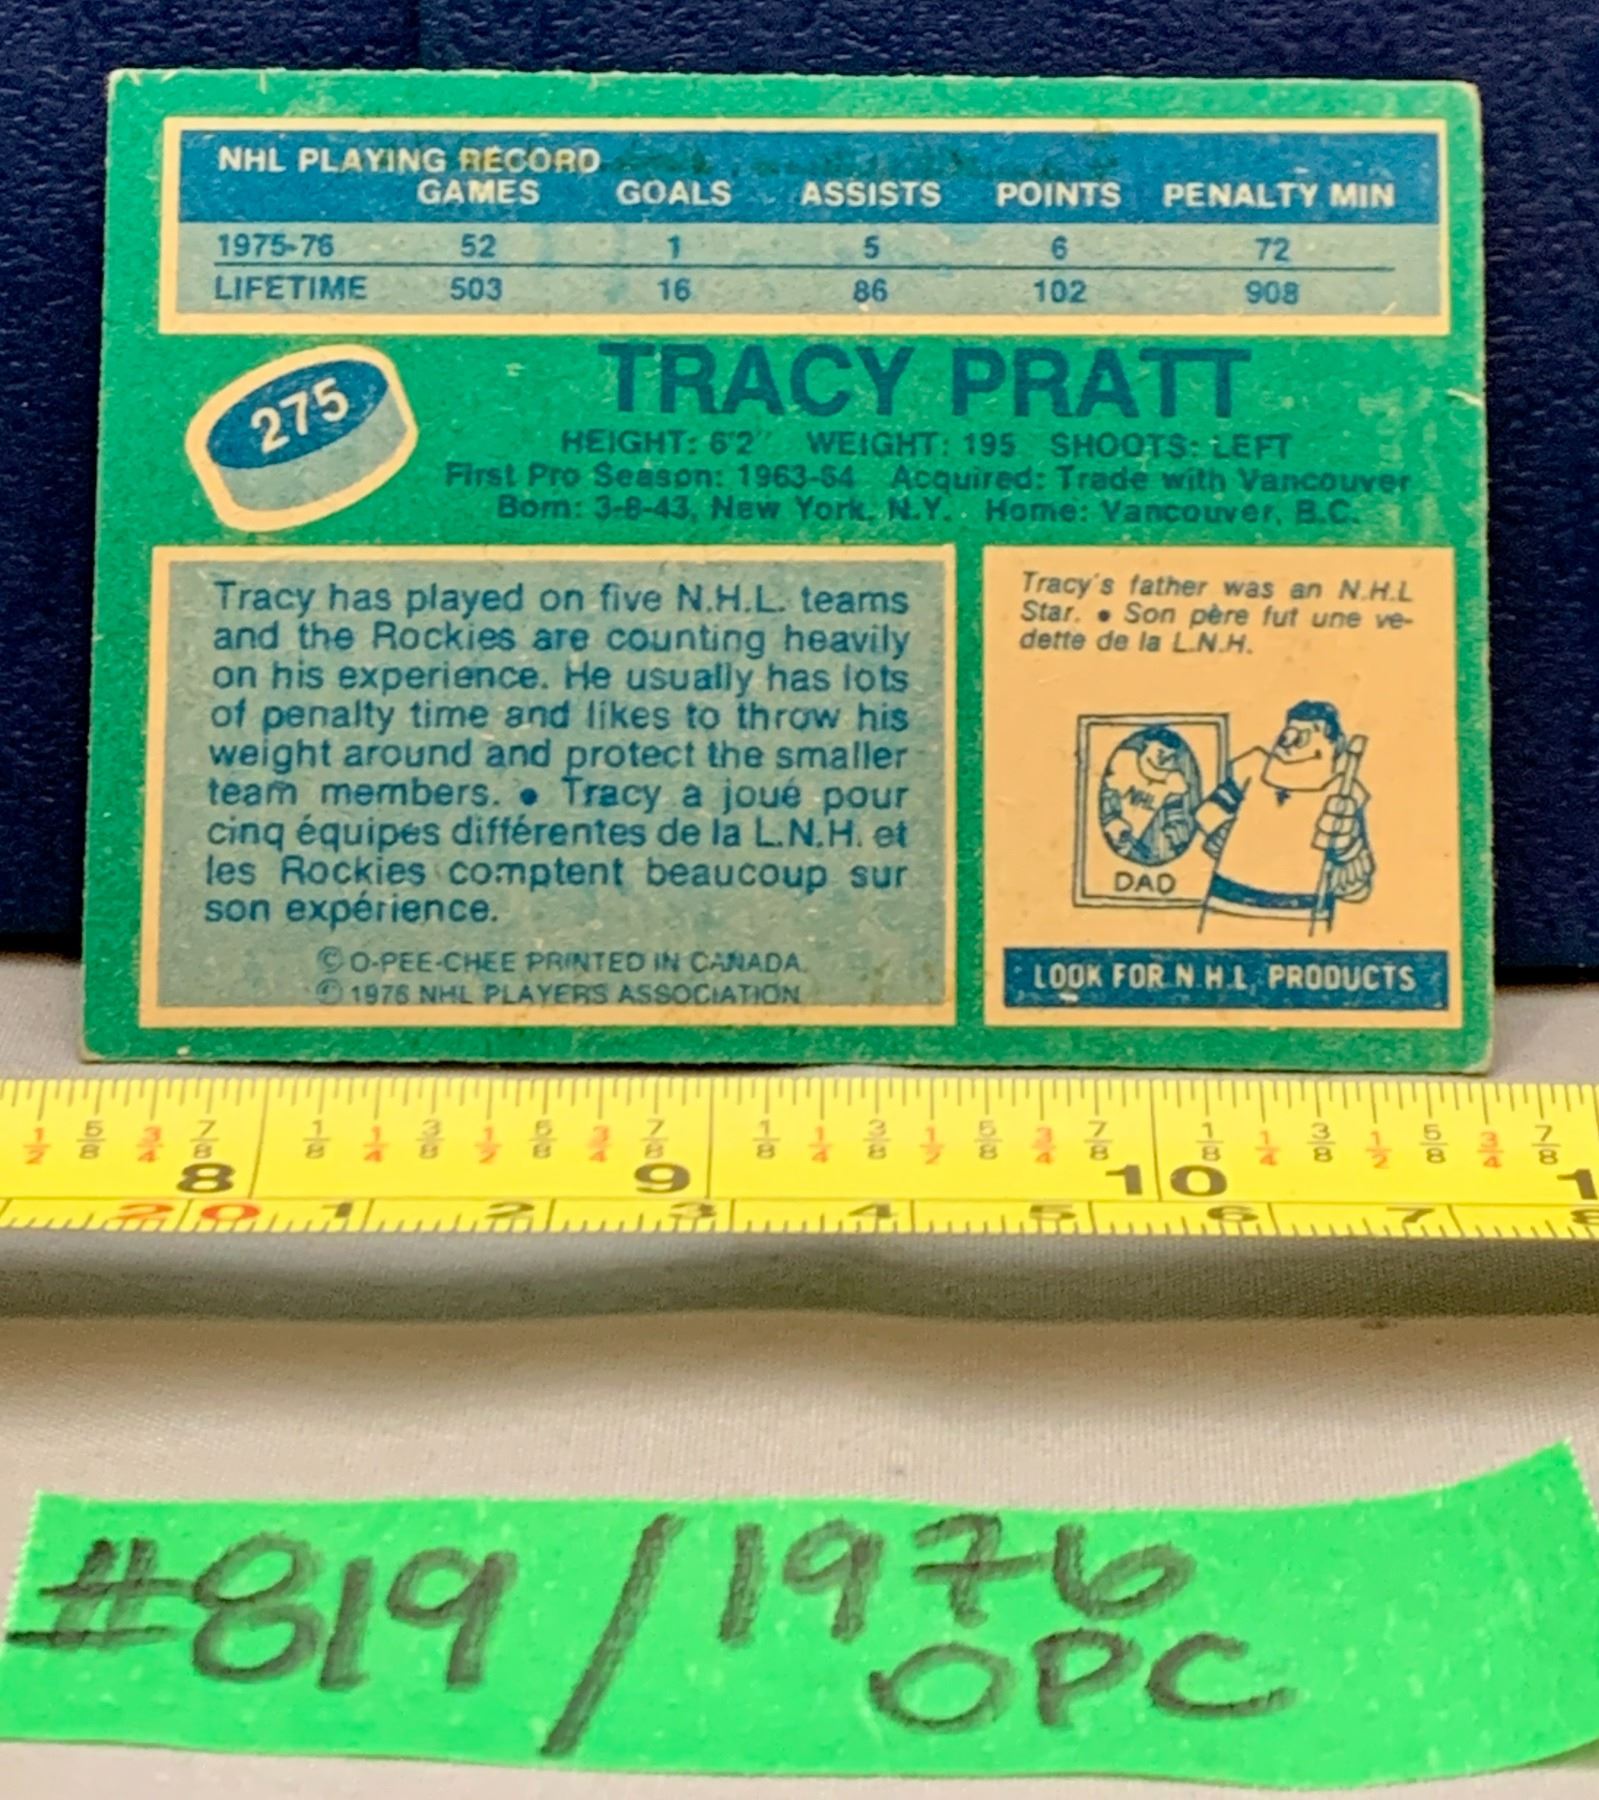 NHL PLAYING RECORD
GAMES GOALS ASSISTS POINTS PENALTY MIN
1975-76 52 1 5 6 72
LIFETIME 503 16 86 102 908
275
TRACY PRATT
HEIGHT: 6'2" WEIGHT: 195 SHOOTS: LEFT
First Pro Season: 1963-64 Acquired: Trade with Vancouver
Born: 3-8-43, New York, N.Y. Home: Vancouver, B.C.
Tracy has played on five N.H.L. teams
and the Rockies are counting heavily
on his experience. He usually has lots
of penalty time and likes to throw his
weight around and protect the smaller
team members. • Tracy a joué pour
cinq équipes différentes de la L.N.H. et
les Rockies comptent beaucoup sur
son expérience.
© O-PEE-CHEE PRINTED IN CANADA
© 1976 NHL PLAYERS ASSOCIATION
Tracy's father was an N.H.L
Star. • Son père fut une ve-
dette de la L.N.H.
NHL
DAD
LOOK FOR N.H.L. PRODUCTS
1/2 5/8 3/4 7/8 1/8 1/4 3/8 1/2 5/8 3/4 7/8 1/8 1/4 3/8 1/2 5/8 3/4 7/8 1/8 1/4 3/8 1/2 5/8 3/4 7/8
8 9 10 1
20 1 2 3 4 5 6 7 8
#819/1976
OPC